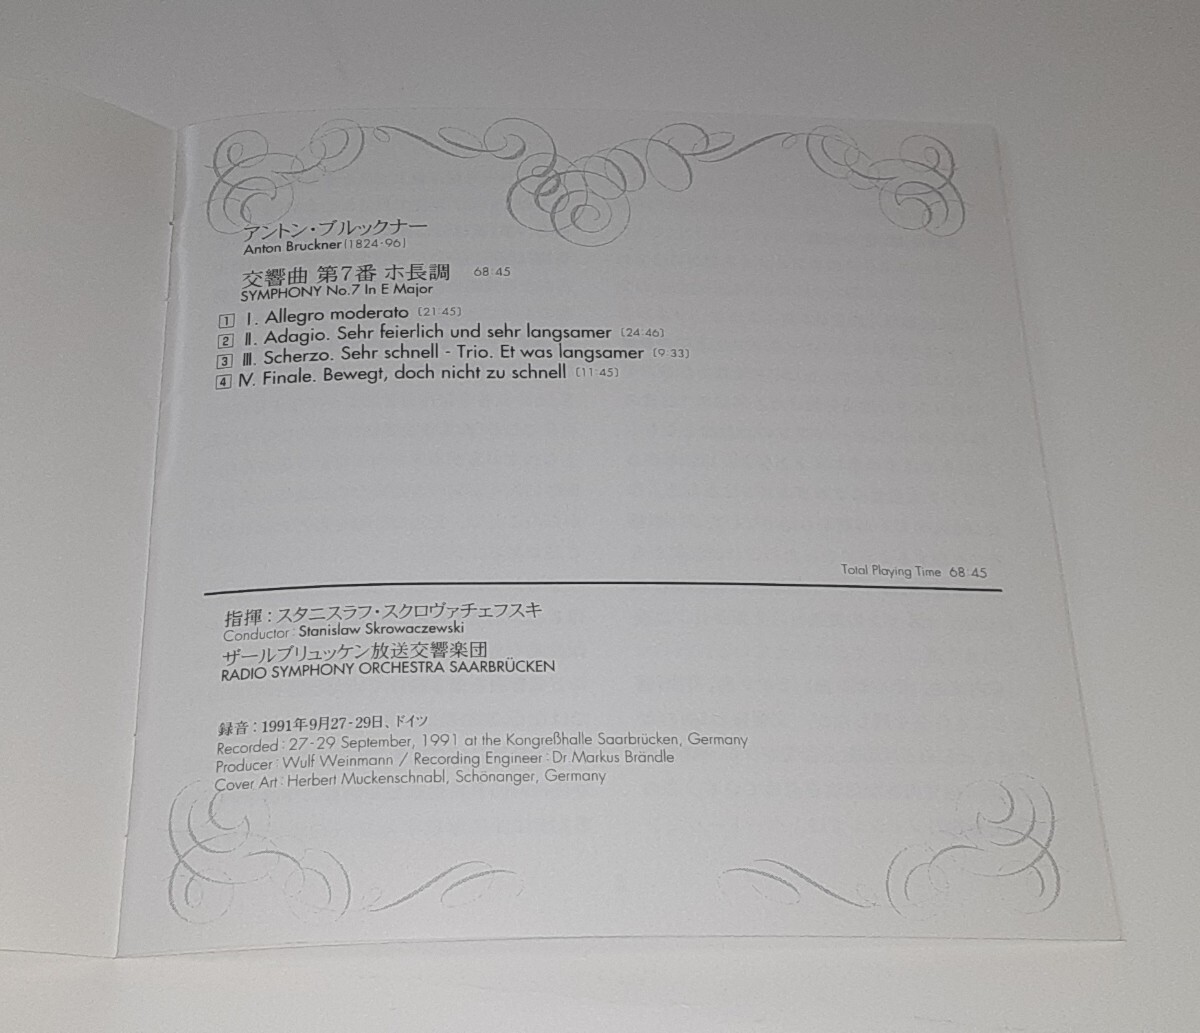 アントン・ブルックナー
Anton Bruckner(1824-96)
交響曲 第7番 ホ長調 68:45
SYMPHONY No.7 In E Major
1 I. Allegro moderato (21:45)
2 II. Adagio. Sehr feierlich und sehr langsamer (24:46)
3 III. Scherzo. Sehr schnell - Trio. Et was langsamer (9:33)
4 IV. Finale. Bewegt, doch nicht zu schnell (11:45)
Total Playing Time 68:45
指揮：スタニスラフ・スクロヴァチェフスキ
Conductor：Stanislaw Skrowaczewski
ザールブリュッケン放送交響楽団
RADIO SYMPHONY ORCHESTRA SAARBRÜCKEN
録音：1991年9月27-29日、ドイツ
Recorded：27-29 September, 1991 at the Kongreßhalle Saarbrücken, Germany
Producer：Wulf Weinmann / Recording Engineer：Dr.Markus Brändle
Cover Art：Herbert Muckenschnabl, Schönanger, Germany